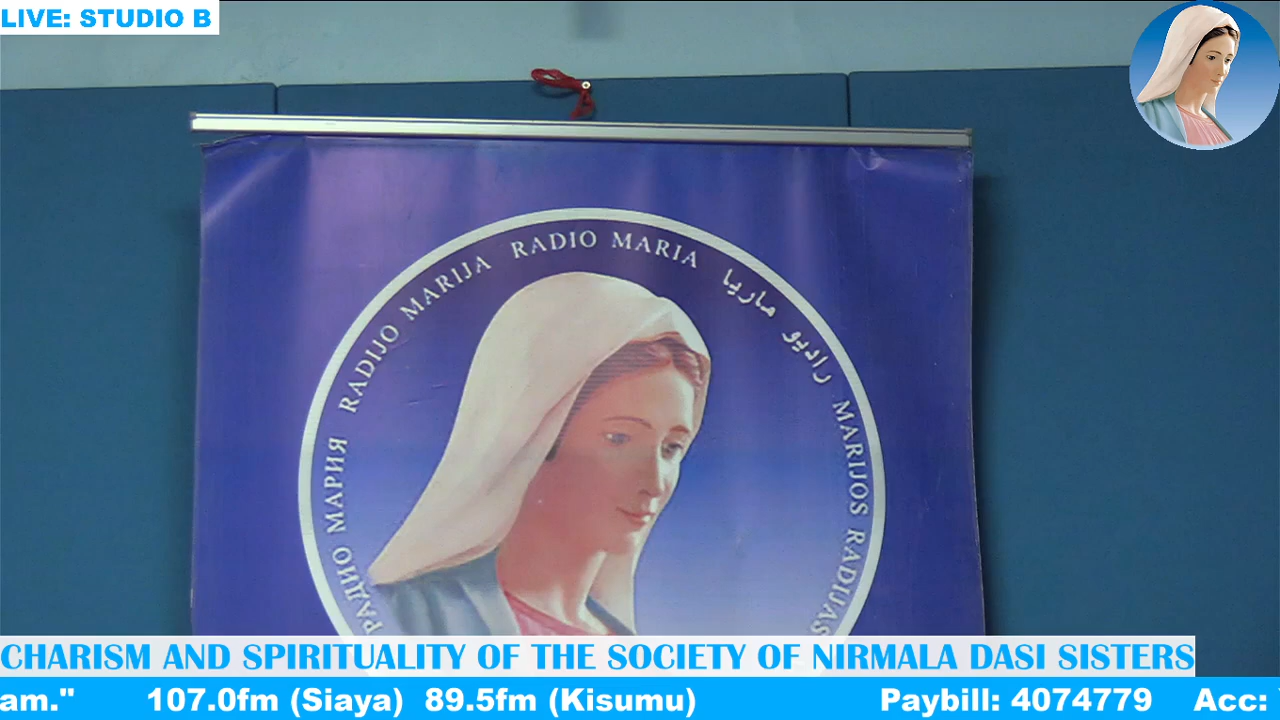 LIVE: STUDIO B
РАДИО МАРИЯ RADIJO MARIJA RADIO MARIA راديو ماريا MARIJOS RADIJAS
CHARISM AND SPIRITUALITY OF THE SOCIETY OF NIRMALA DASI SISTERS
am." 107.0fm (Siaya) 89.5fm (Kisumu) Paybill: 4074779 Acc: